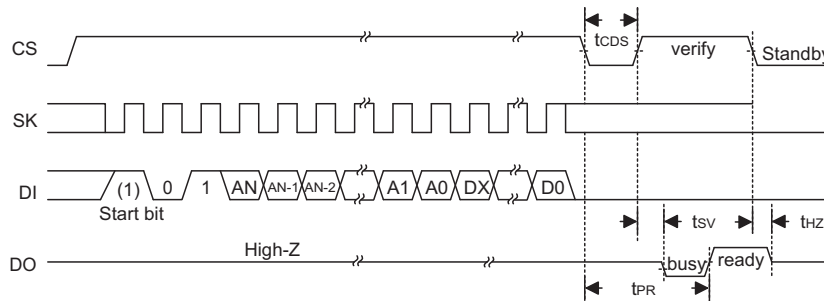 CS tCDS verify Standby
SK
DI (1) 0 1 AN AN-1 AN-2 A1 A0 DX D0
Start bit
tSV tHZ
High-Z
DO busy ready
tPR